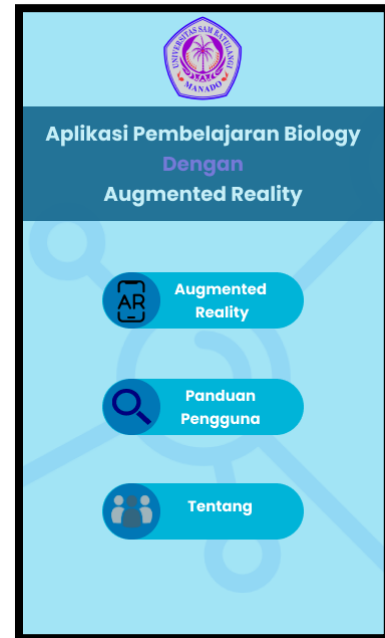 UNIVERSITAS SAM RATULANGI
MANADO
Aplikasi Pembelajaran Biology
Dengan
Augmented Reality
AR
Augmented
Reality
Panduan
Pengguna
Tentang